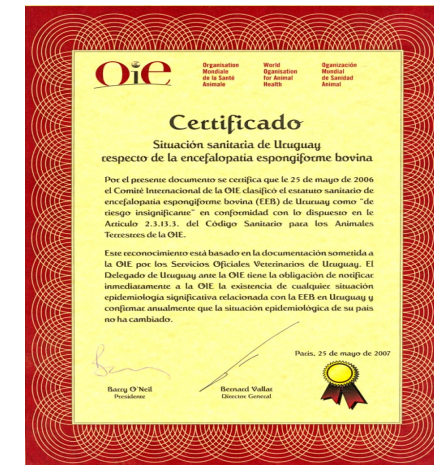 Oie
Organisation
Mondiale
de la Santé
Animale
World
Oganisation
for Animal
Health
Oganización
Mundial
de Sanidad
Animal
Certificado
Situación sanitaria de Uruguay
respecto de la encefalopatía espongiforme bovina
Por el presente documento se certifica que le 25 de mayo de 2006
el Comité Internacional de la OIE clasificó el estatuto sanitario de
encefalopatía espongiforme bovina (EEB) de Ururuay como "de
riesgo insignificante" en conformidad con lo dispuesto en le
Artículo 2.3.13.3. del Código Sanitario para los Animales
Terrestres de la OIE.
Este reconocimiento está basado en la documentación sometida a
la OIE por los Servicios Oficiales Veterinarios de Uruguay. El
Delegado de Uruguay ante la OIE tiene la obligación de notificar
inmediatamente a la OIE la existencia de cualquier situación
epidemiologia significativa relacionada con la EEB en Uruguay y
confirmar anualmente que la situación epidemiológica de su país
no ha cambiado.
Paris, 25 de mayo de 2007
Barry O'Neil
Presidente
Bernard Vallat
Director General